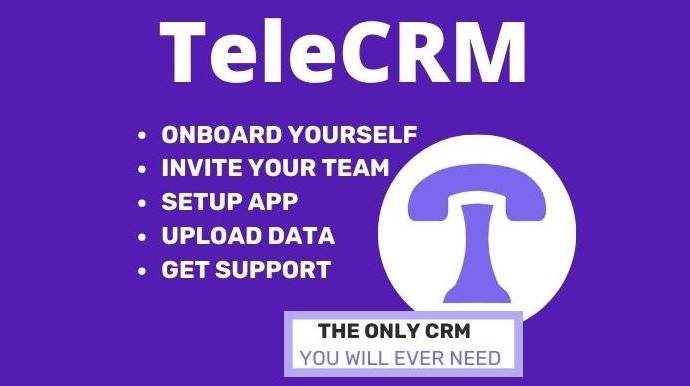 TeleCRM
• ONBOARD YOURSELF
• INVITE YOUR TEAM
• SETUP APP
• UPLOAD DATA
• GET SUPPORT
THE ONLY CRM
YOU WILL EVER NEED